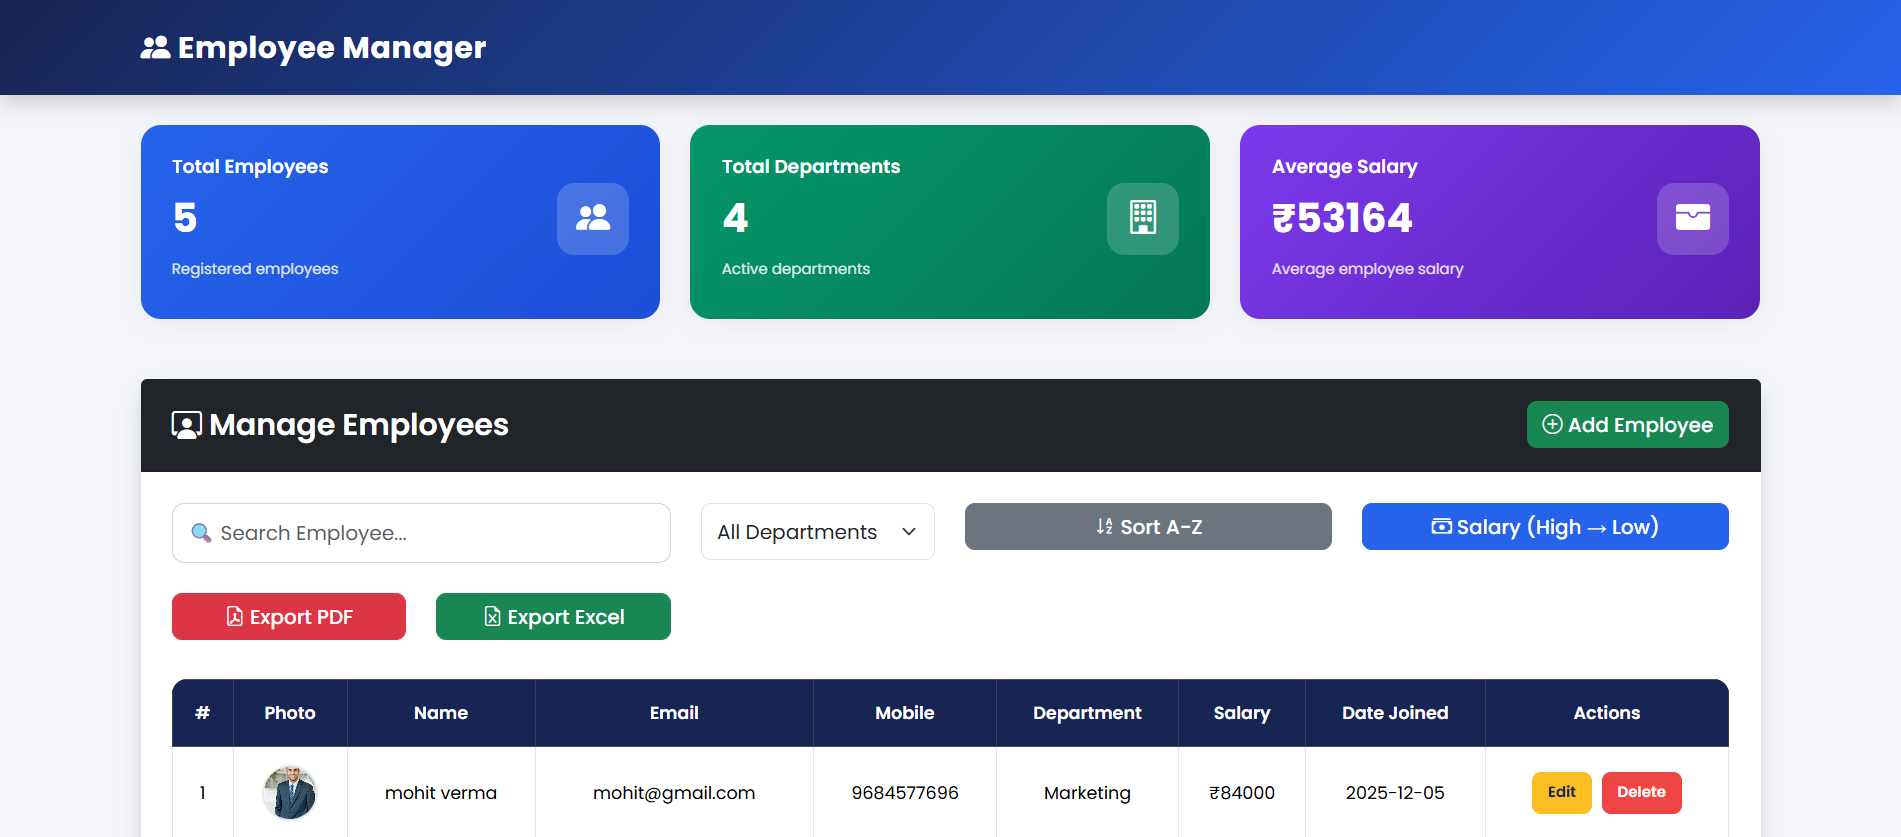 Employee Manager
Total Employees
5
Registered employees
Total Departments
4
Active departments
Average Salary
₹53164
Average employee salary
Manage Employees
Add Employee
Search Employee...
All Departments
Sort A-Z
Salary (High → Low)
Export PDF
Export Excel
# Photo Name Email Mobile Department Salary Date Joined Actions
1 mohit verma mohit@gmail.com 9684577696 Marketing ₹84000 2025-12-05 Edit Delete